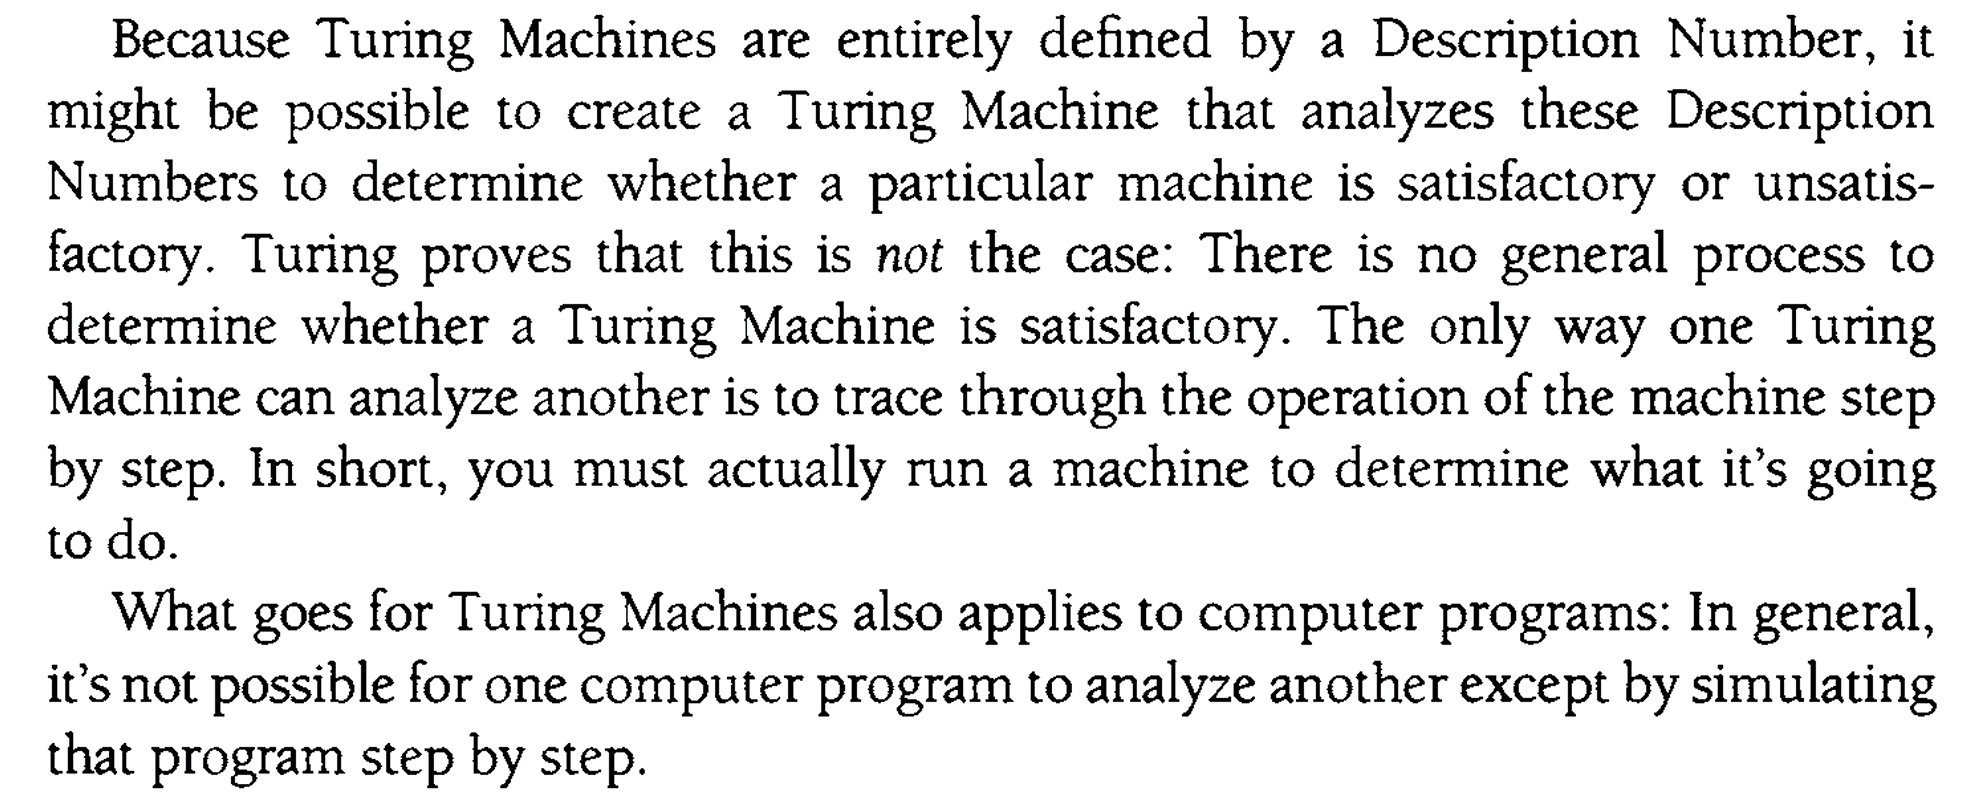 Because Turing Machines are entirely defined by a Description Number, it
might be possible to create a Turing Machine that analyzes these Description
Numbers to determine whether a particular machine is satisfactory or unsatis-
factory. Turing proves that this is not the case: There is no general process to
determine whether a Turing Machine is satisfactory. The only way one Turing
Machine can analyze another is to trace through the operation of the machine step
by step. In short, you must actually run a machine to determine what it’s going
to do.
What goes for Turing Machines also applies to computer programs: In general,
it’s not possible for one computer program to analyze another except by simulating
that program step by step.